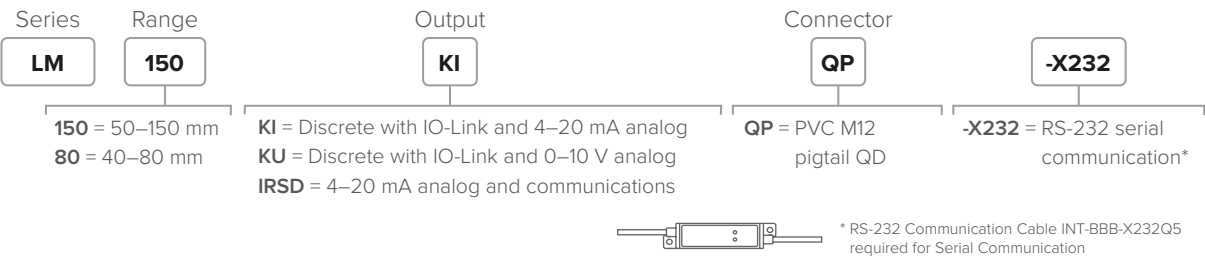 Series Range Output Connector
LM 150 KI QP -X232
150 = 50–150 mm
80 = 40–80 mm
KI = Discrete with IO-Link and 4–20 mA analog
KU = Discrete with IO-Link and 0–10 V analog
IRSD = 4–20 mA analog and communications
QP = PVC M12
pigtail QD
-X232 = RS-232 serial
communication*
* RS-232 Communication Cable INT-BBB-X232Q5
required for Serial Communication